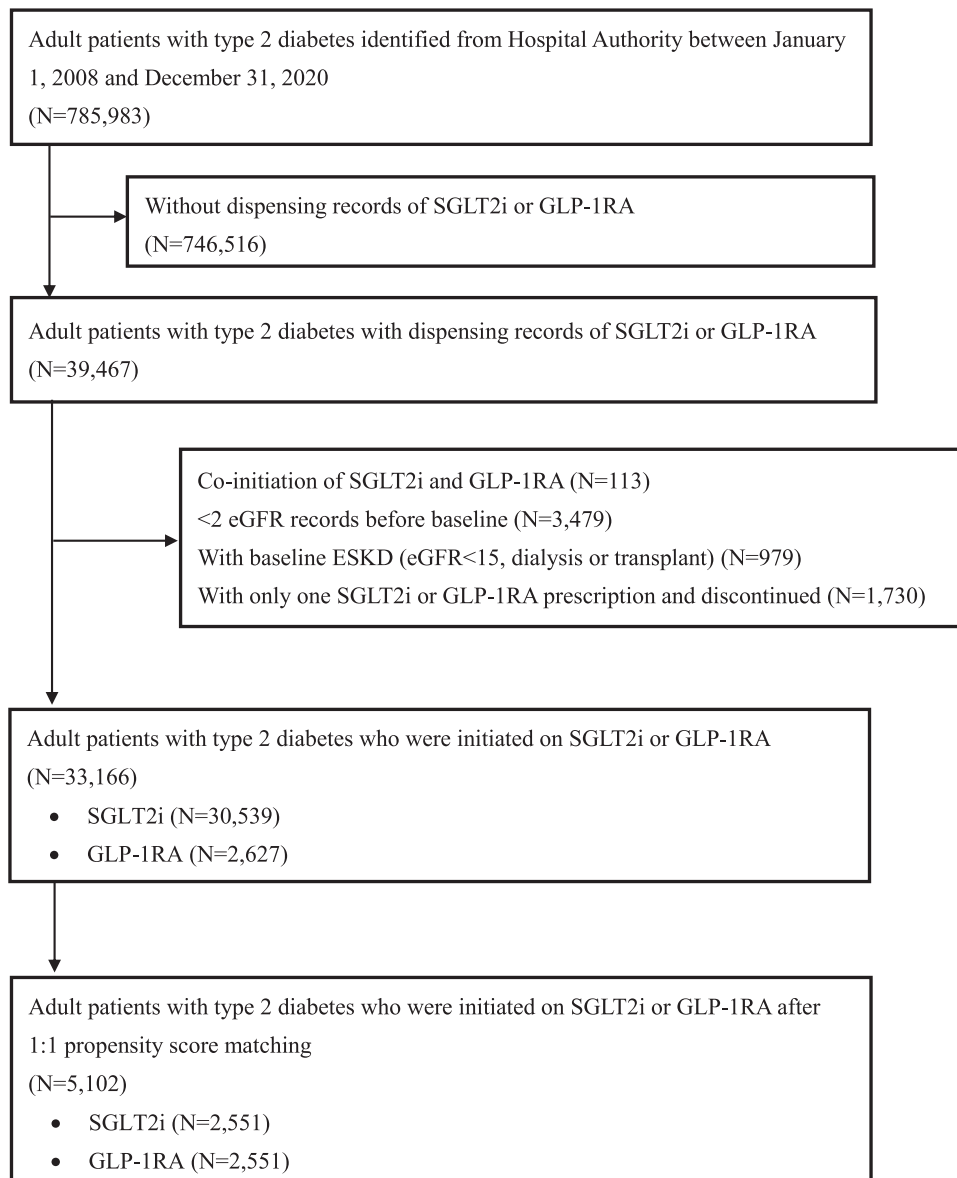 Adult patients with type 2 diabetes identified from Hospital Authority between January
1, 2008 and December 31, 2020
(N=785,983)
Without dispensing records of SGLT2i or GLP-1RA
(N=746,516)
Adult patients with type 2 diabetes with dispensing records of SGLT2i or GLP-1RA
(N=39,467)
Co-initiation of SGLT2i and GLP-1RA (N=113)
<2 eGFR records before baseline (N=3,479)
With baseline ESKD (eGFR<15, dialysis or transplant) (N=979)
With only one SGLT2i or GLP-1RA prescription and discontinued (N=1,730)
Adult patients with type 2 diabetes who were initiated on SGLT2i or GLP-1RA
(N=33,166)
• SGLT2i (N=30,539)
• GLP-1RA (N=2,627)
Adult patients with type 2 diabetes who were initiated on SGLT2i or GLP-1RA after
1:1 propensity score matching
(N=5,102)
• SGLT2i (N=2,551)
• GLP-1RA (N=2,551)